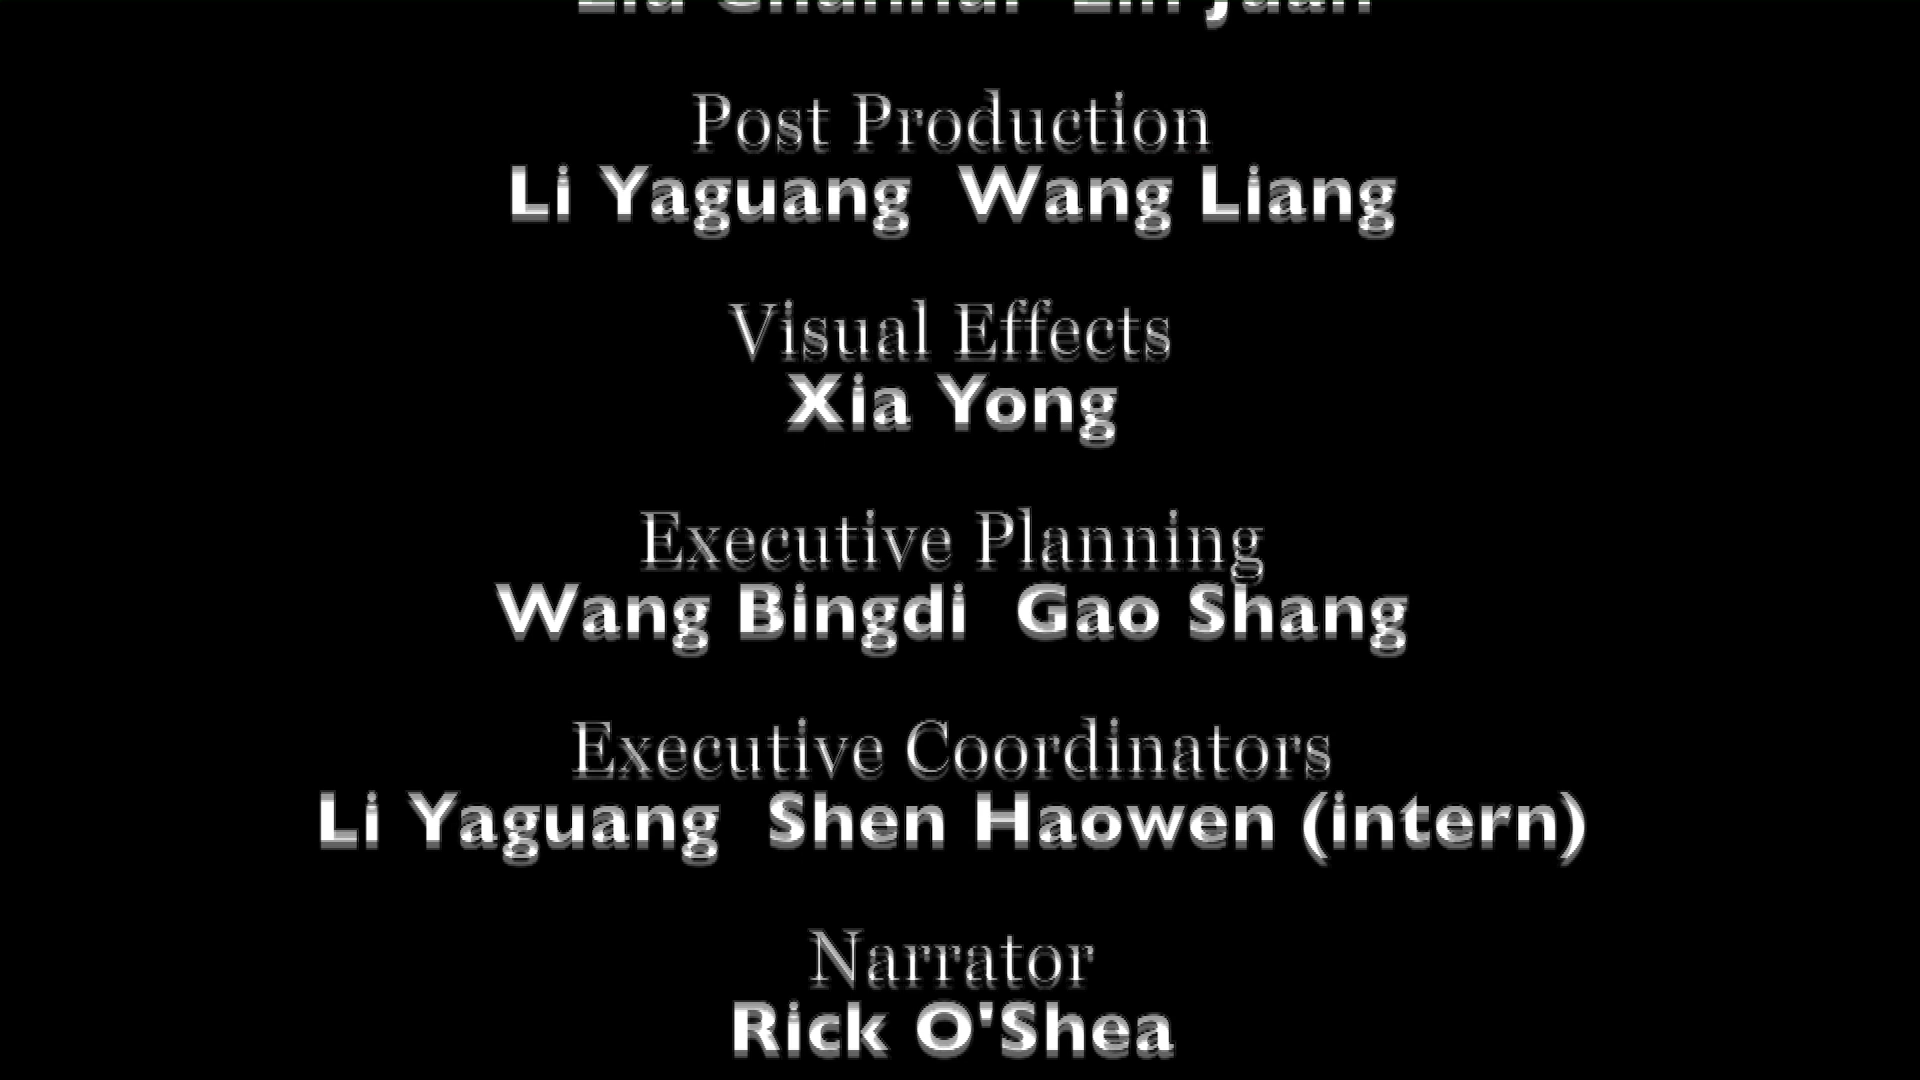 Post Production
Li Yaguang  Wang Liang
Visual Effects
Xia Yong
Executive Planning
Wang Bingdi  Gao Shang
Executive Coordinators
Li Yaguang  Shen Haowen (intern)
Narrator
Rick O'Shea